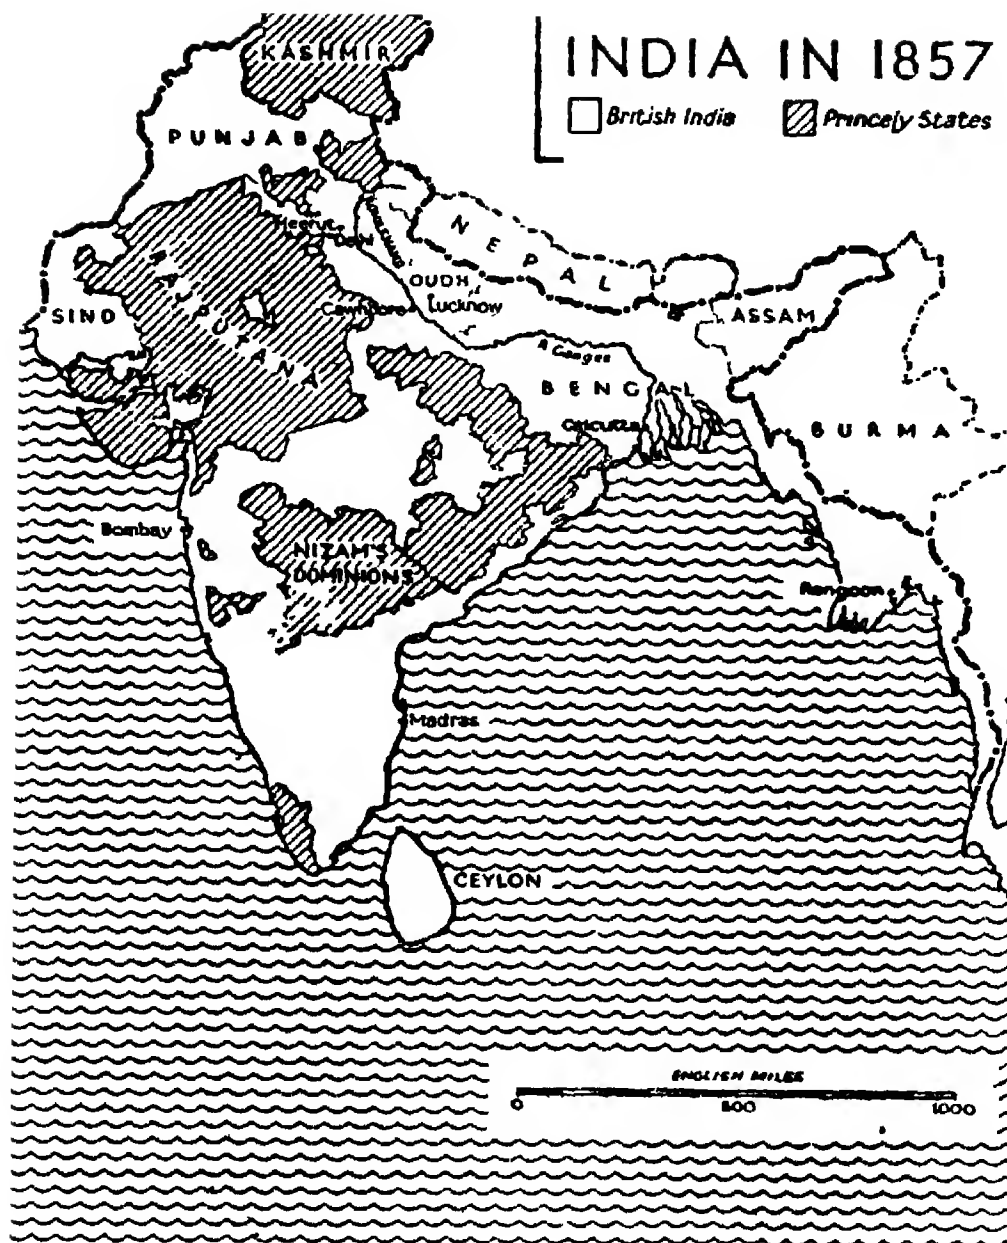 INDIA IN 1857
British India
Princely States
KASHMIR
PUNJAB
NEPAL
Meerut
Delhi
OUDH
Lucknow
RAJPUTANA
SIND
Cawnpore
ASSAM
R Ganges
BENGAL
Calcutta
BURMA
Bombay
NIZAM'S
DOMINIONS
Rangoon
Madras
CEYLON
ENGLISH MILES
0 500 1000